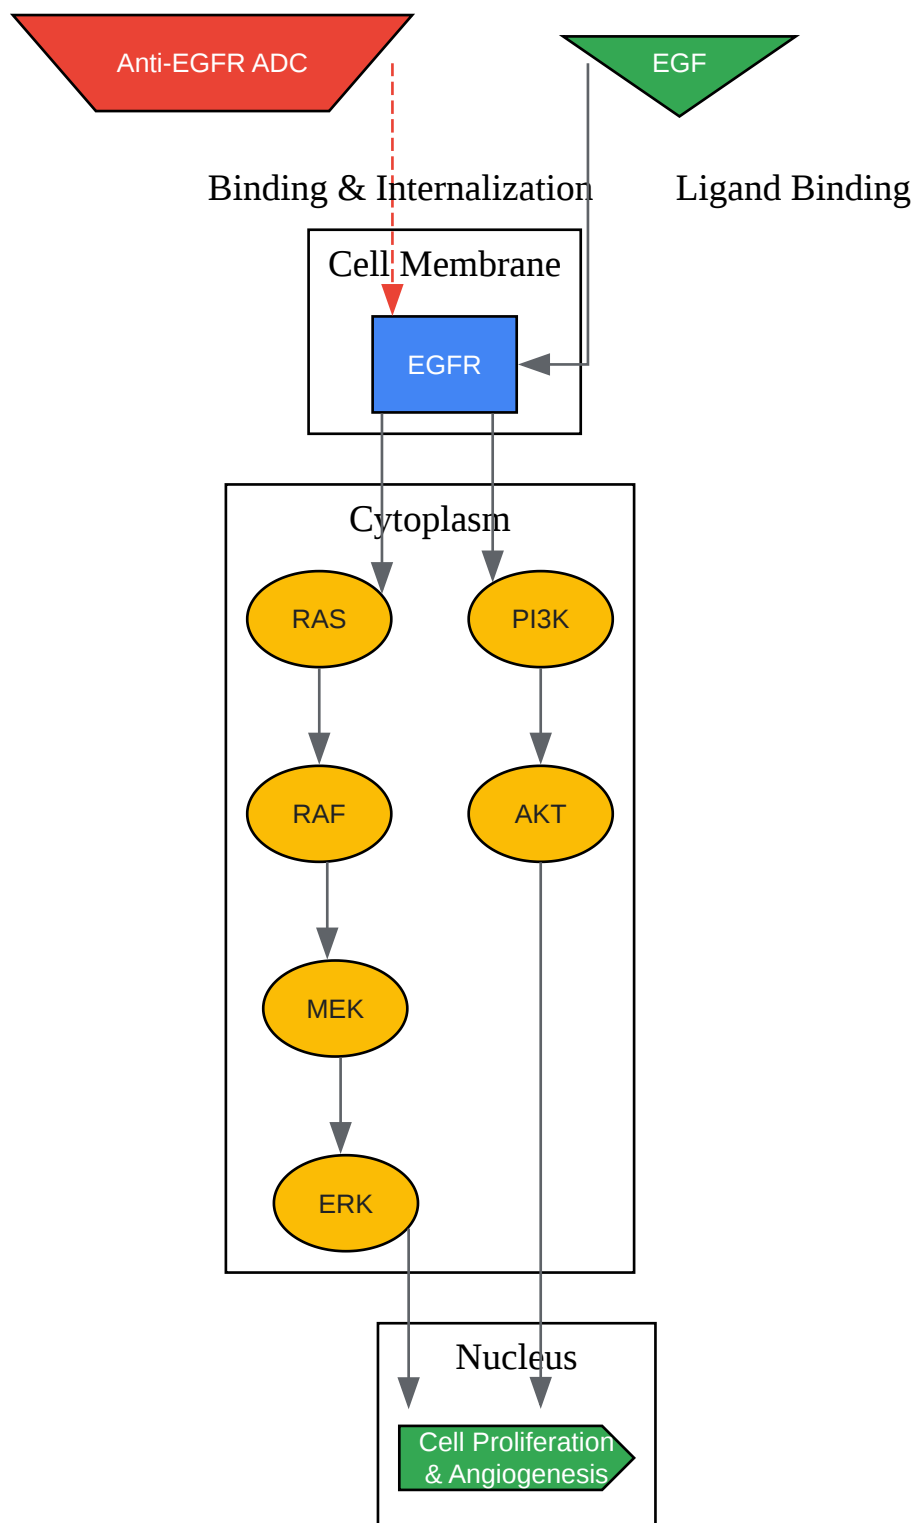 Anti-EGFR ADC
EGF
Binding & Internalization
Ligand Binding
Cell Membrane
EGFR
Cytoplasm
RAS
PI3K
RAF
AKT
MEK
ERK
Nucleus
Cell Proliferation
& Angiogenesis